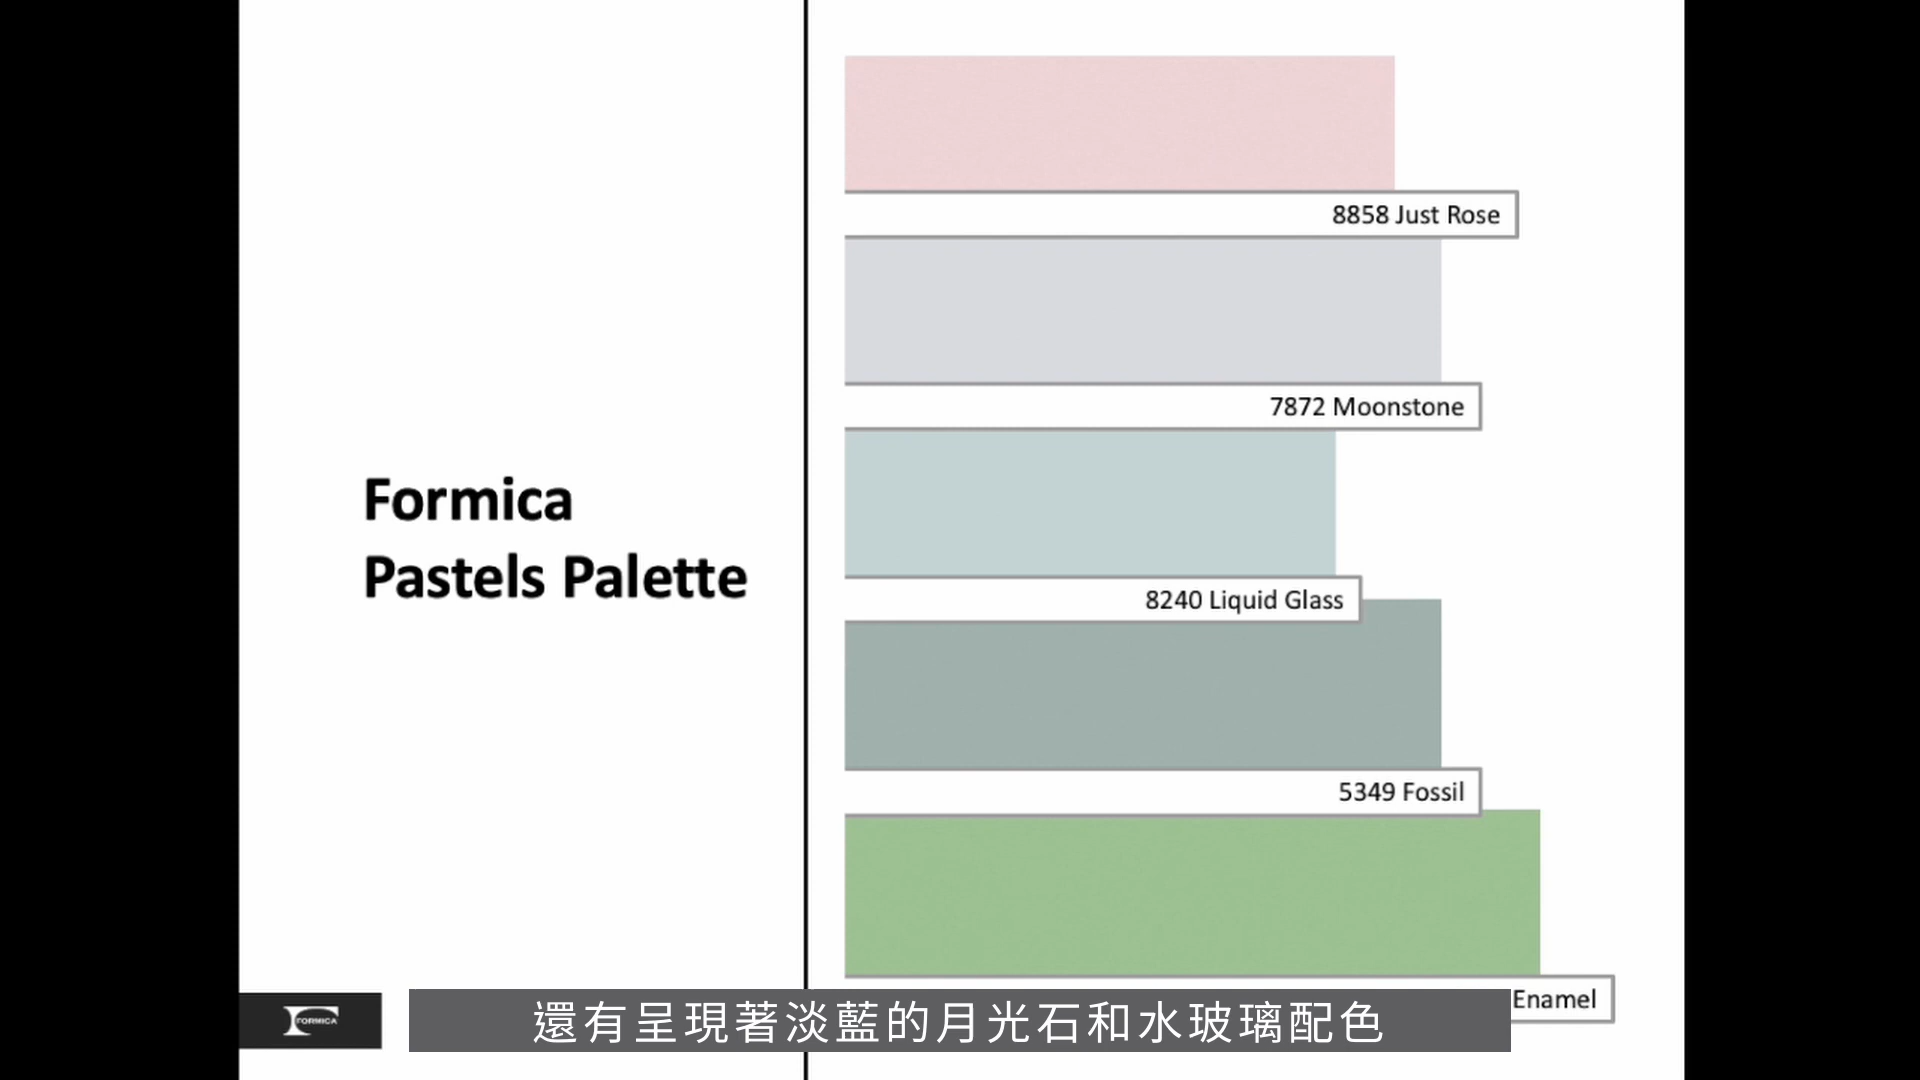 8858 Just Rose
7872 Moonstone
Formica
Pastels Palette
8240 Liquid Glass
5349 Fossil
Enamel
FORMICA
還有呈現著淡藍的月光石和水玻璃配色